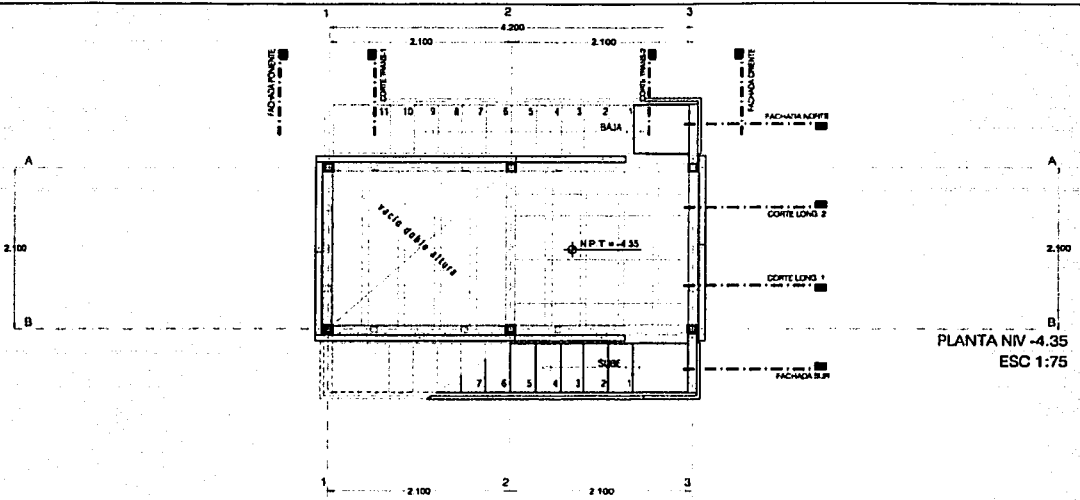 1 2 3
4.200
2.100 2.100
FACHADA PONIENTE
CORTE TRANS-1
CORTE TRANS-2
FACHADA ORIENTE
11 10 9 8 7 6 5 4 3 2 1
BAJA
FACHADA NORTE
A A
CORTE LONG. 2
vacio doble altura
N.P.T = -4.35
2.100 2.100
CORTE LONG. 1
B B
PLANTA NIV -4.35
ESC 1:75
SUBE
FACHADA SUR
7 6 5 4 3 2 1
1 2 3
2.100 2.100